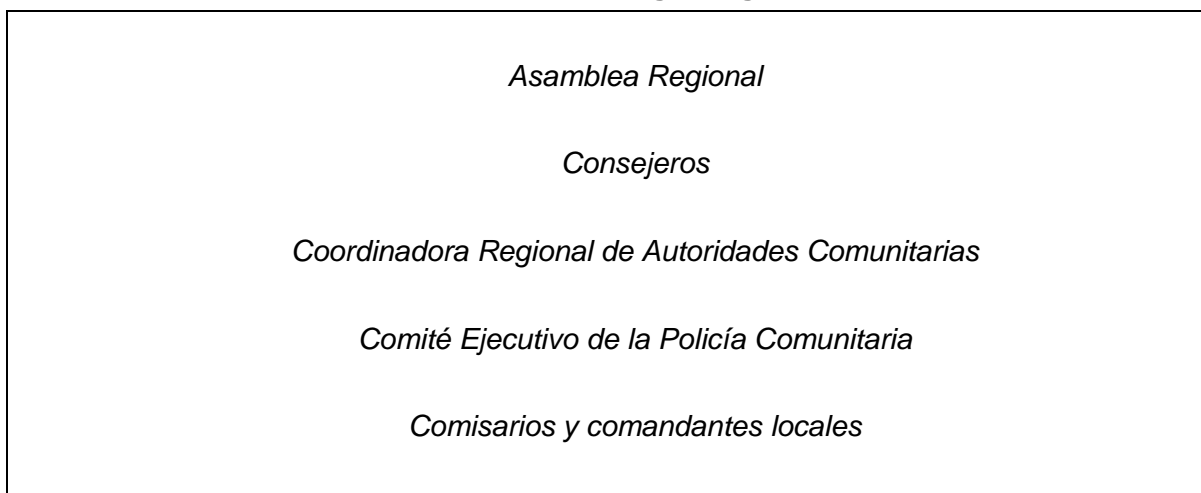 Asamblea Regional
Consejeros
Coordinadora Regional de Autoridades Comunitarias
Comité Ejecutivo de la Policía Comunitaria
Comisarios y comandantes locales